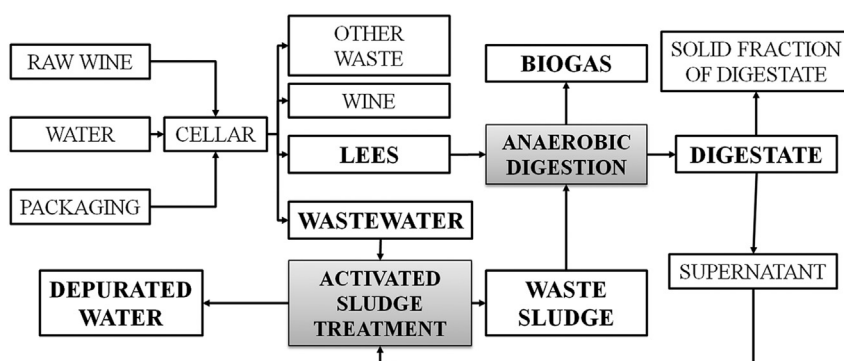 RAW WINE
WATER
PACKAGING
CELLAR
OTHER
WASTE
WINE
LEES
WASTEWATER
BIOGAS
ANAEROBIC
DIGESTION
SOLID FRACTION
OF DIGESTATE
DIGESTATE
SUPERNATANT
DEPURATED
WATER
ACTIVATED
SLUDGE
TREATMENT
WASTE
SLUDGE